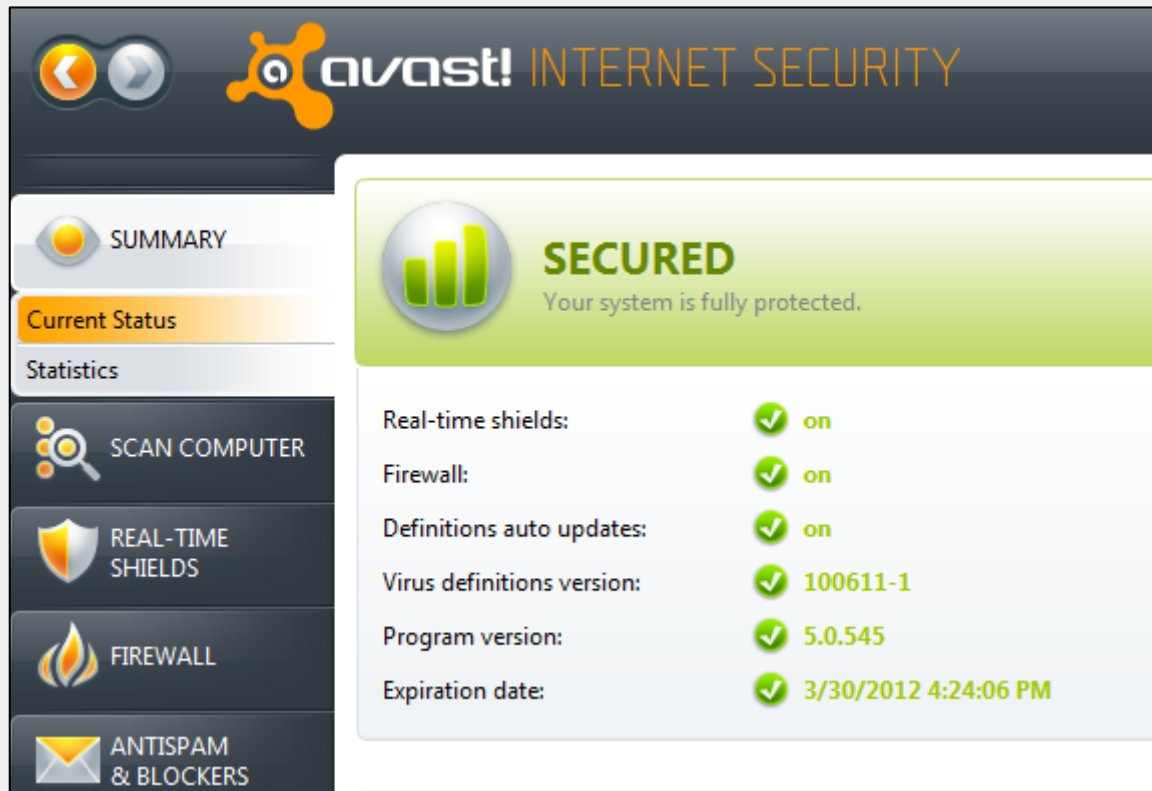 avast! INTERNET SECURITY
SUMMARY
Current Status
Statistics
SCAN COMPUTER
REAL-TIME
SHIELDS
FIREWALL
ANTISPAM
& BLOCKERS
SECURED
Your system is fully protected.
Real-time shields: on
Firewall: on
Definitions auto updates: on
Virus definitions version: 100611-1
Program version: 5.0.545
Expiration date: 3/30/2012 4:24:06 PM